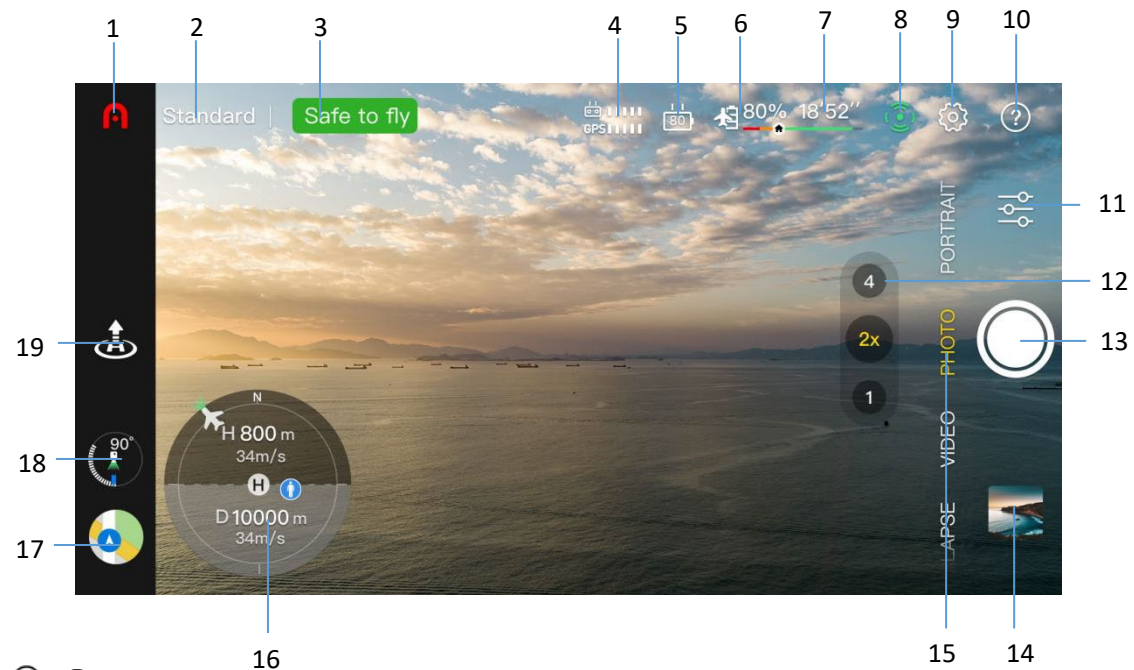 1 2 3 4 5 6 7 8 9 10
Standard | Safe to fly
GPS
80
80% 18'52''
?
PORTRAIT
PHOTO
VIDEO
LAPSE
4
2x
1
N
H 800 m
34m/s
H
D 10000 m
34m/s
90°
11
12
13
14
15
16
17
18
19